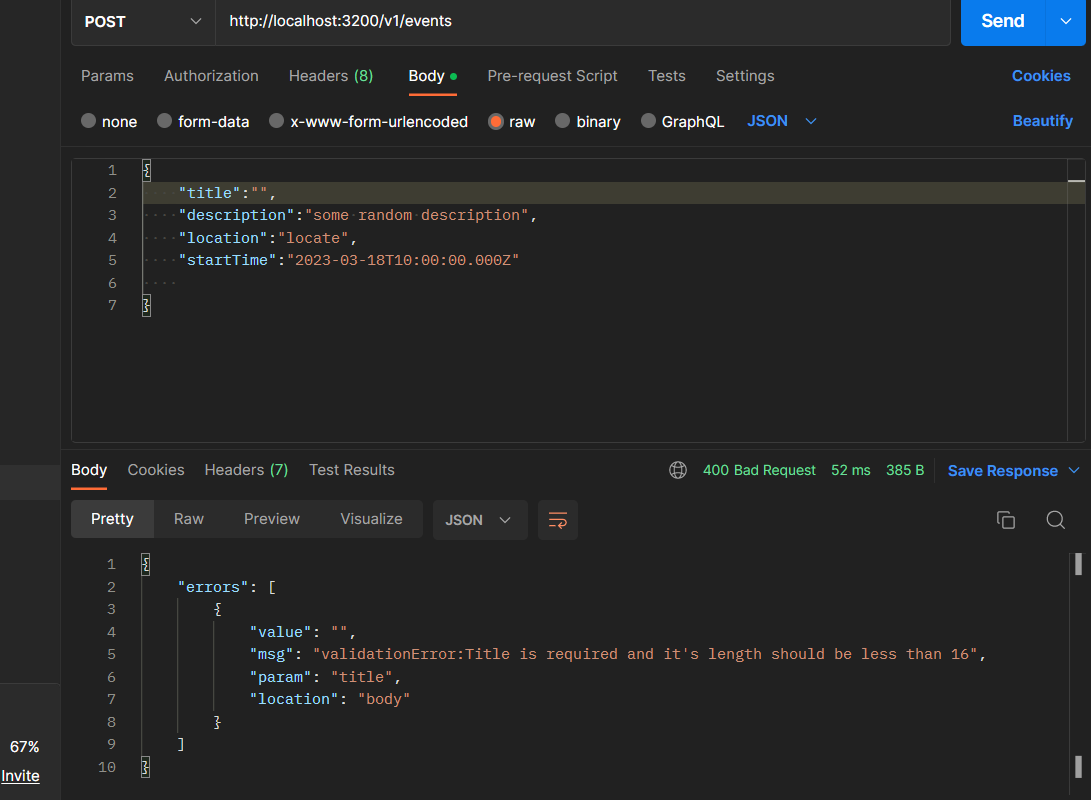 POST http://localhost:3200/v1/events Send
Params Authorization Headers (8) Body Pre-request Script Tests Settings Cookies
none form-data x-www-form-urlencoded raw binary GraphQL JSON Beautify
1 {
2 "title":"",
3 "description":"some random description",
4 "location":"locate",
5 "startTime":"2023-03-18T10:00:00.000Z"
6
7 }
Body Cookies Headers (7) Test Results 400 Bad Request 52 ms 385 B Save Response
Pretty Raw Preview Visualize JSON
1 {
2 "errors": [
3 {
4 "value": "",
5 "msg": "validationError:Title is required and it's length should be less than 16",
6 "param": "title",
7 "location": "body"
8 }
9 ]
10 }
67%
Invite